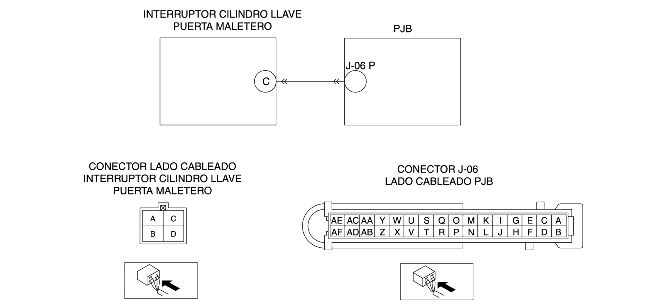 INTERRUPTOR CILINDRO LLAVE
PUERTA MALETERO
PJB
J-06 P
C
CONECTOR LADO CABLEADO
INTERRUPTOR CILINDRO LLAVE
PUERTA MALETERO
A C
B D
CONECTOR J-06
LADO CABLEADO PJB
AE AC AA Y W U S Q O M K I G E C A
AF AD AB Z X V T R P N L J H F D B